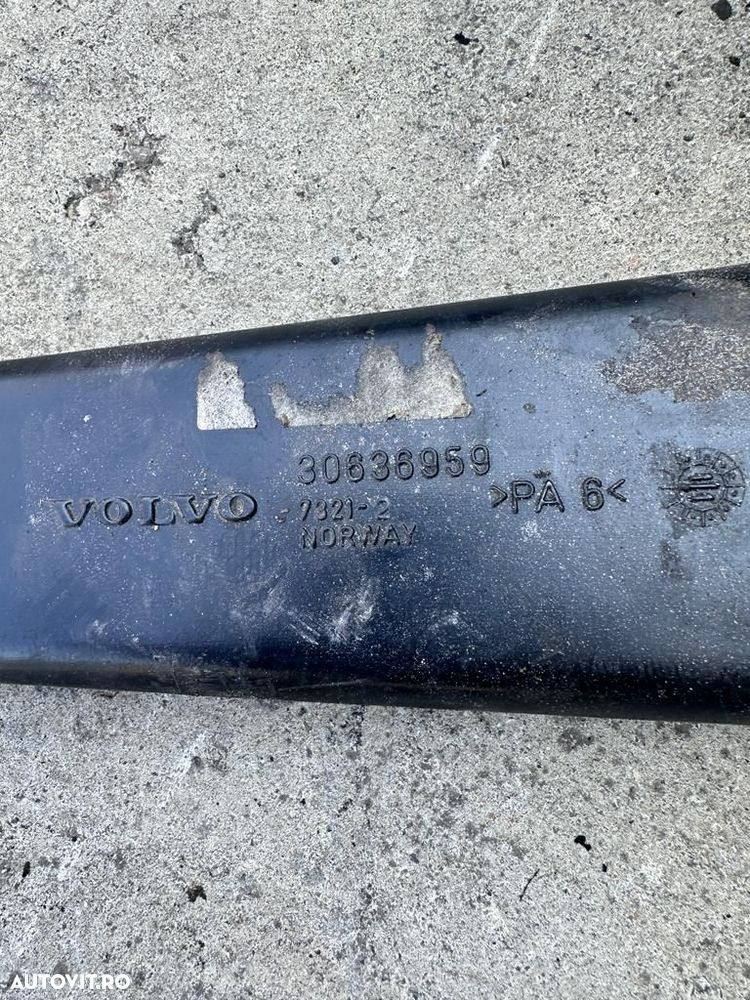 30636959
VOLVO 7321-2 >PA 6<
NORWAY
AUTOVIT.RO